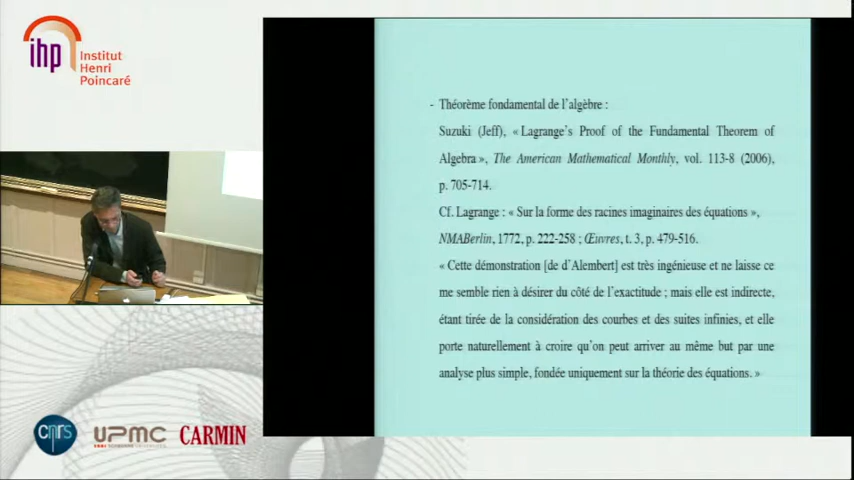 ihp
Institut
Henri
Poincaré
- Théorème fondamental de l'algèbre :
Suzuki (Jeff), « Lagrange's Proof of the Fundamental Theorem of
Algebra », The American Mathematical Monthly, vol. 113-8 (2006),
p. 705-714.
Cf. Lagrange : « Sur la forme des racines imaginaires des équations »,
NMABerlin, 1772, p. 222-258 ; Œuvres, t. 3, p. 479-516.
« Cette démonstration [de d'Alembert] est très ingénieuse et ne laisse ce
me semble rien à désirer du côté de l'exactitude ; mais elle est indirecte,
étant tirée de la considération des courbes et des suites infinies, et elle
porte naturellement à croire qu'on peut arriver au même but par une
analyse plus simple, fondée uniquement sur la théorie des équations. »
cnrs
UPMC
CARMIN